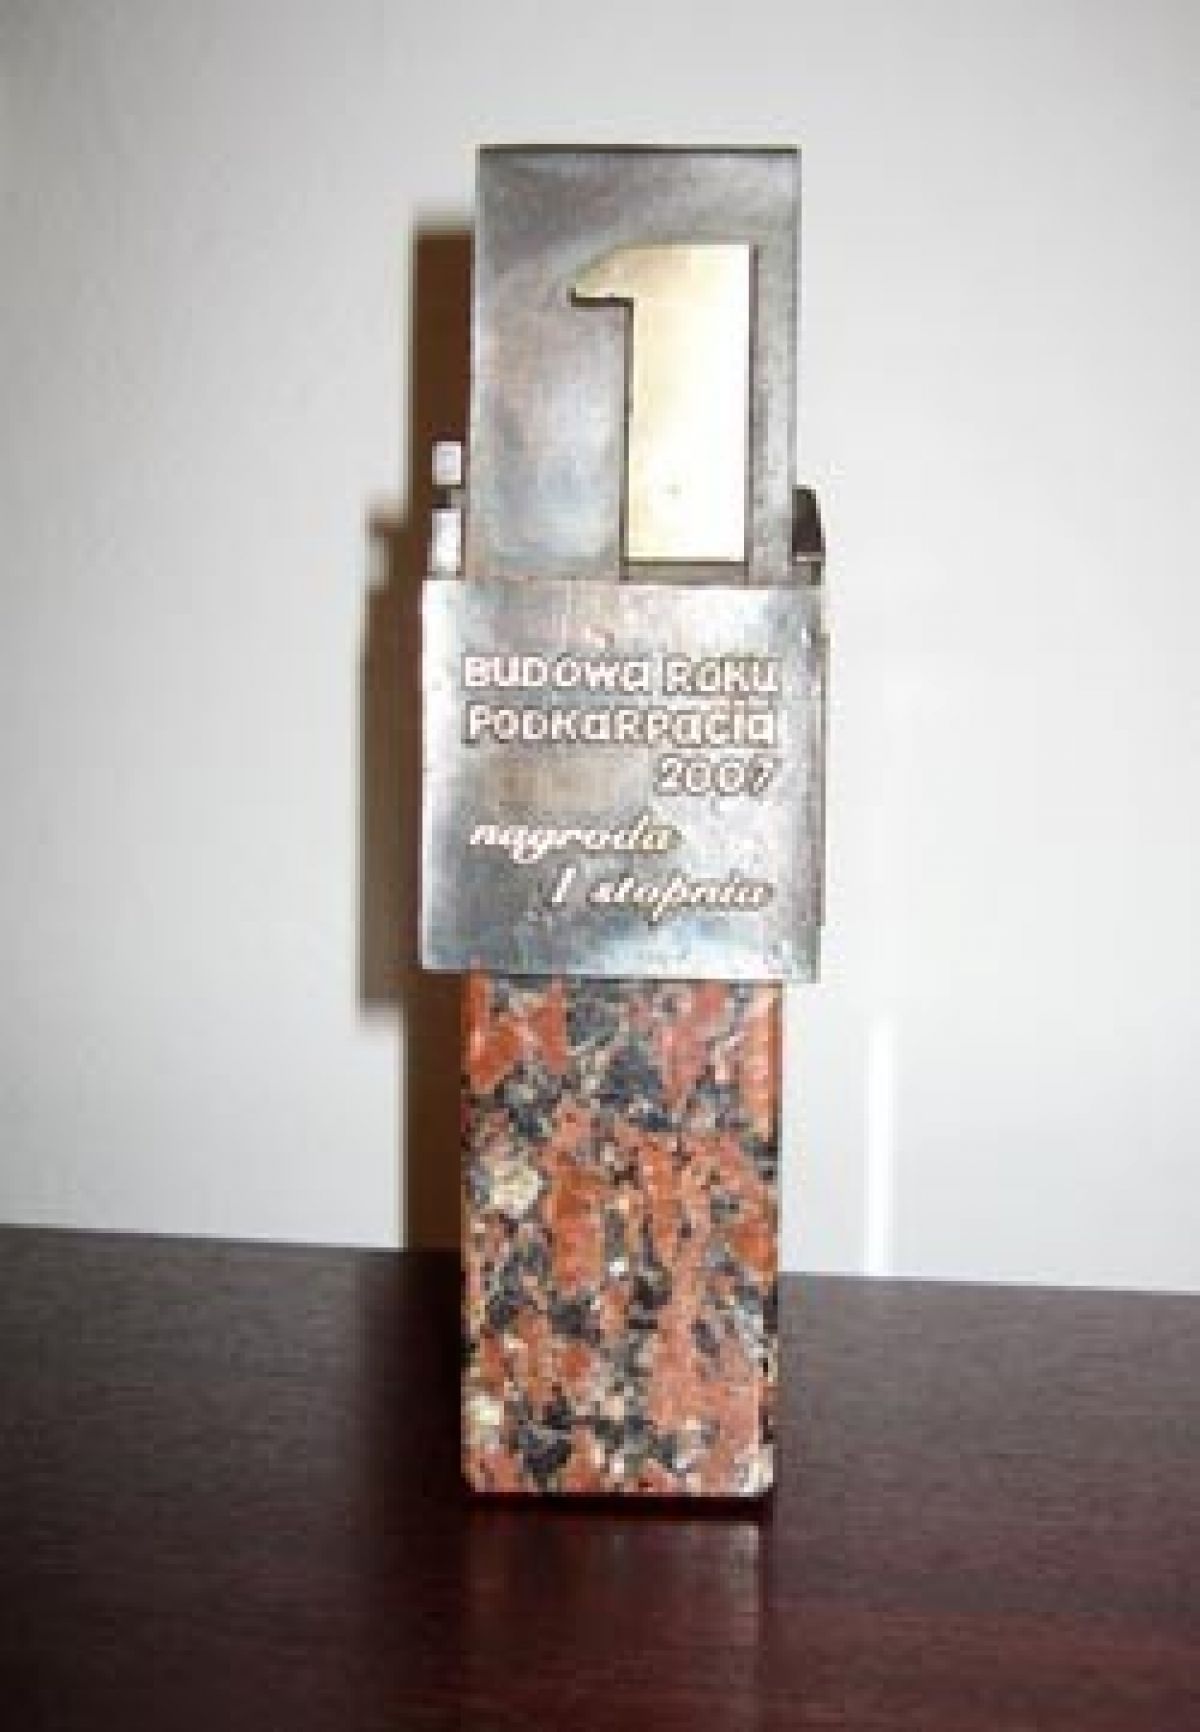 1
BUDOWA ROKU
PODKARPACIA
2007
nagroda
I stopnia